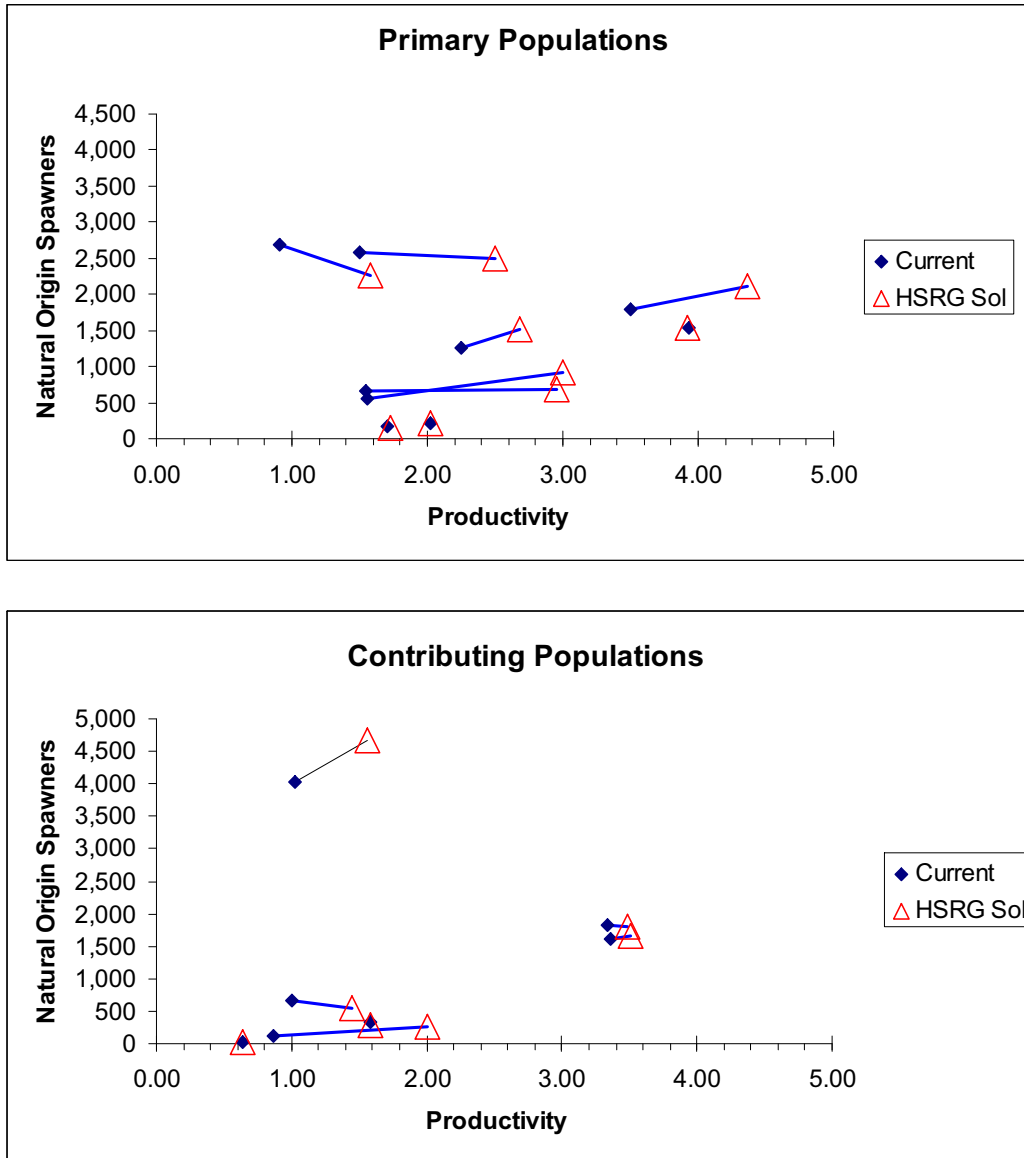 Primary Populations
4,500
4,000
3,500
3,000
2,500
2,000
1,500
1,000
500
0
Natural Origin Spawners
0.00 1.00 2.00 3.00 4.00 5.00
Productivity
Current
HSRG Sol
Contributing Populations
5,000
4,500
4,000
3,500
3,000
2,500
2,000
1,500
1,000
500
0
Natural Origin Spawners
0.00 1.00 2.00 3.00 4.00 5.00
Productivity
Current
HSRG Sol